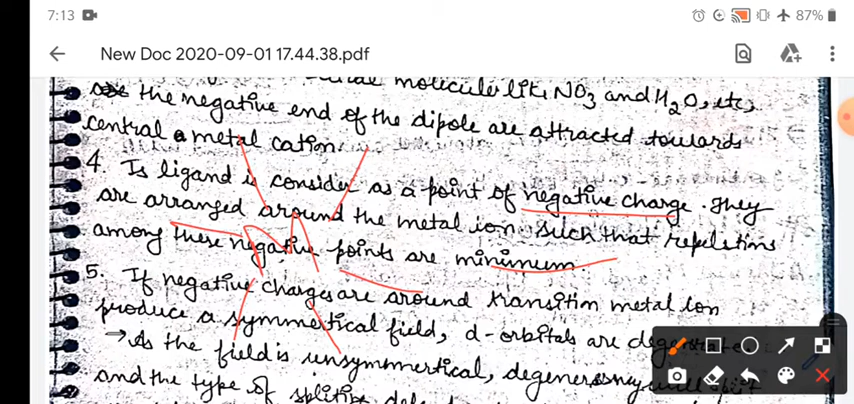 7:13
87%
New Doc 2020-09-01 17.44.38.pdf
molecule like NO3 and H2O, etc,
the negative end of the dipole are attracted towards
central a metal cation.
4. Is ligand is consider as a point of negative charge. They
are arranged around the metal ion such that repulsions
among these negative points are minimum.
5. If negative charges are around transition metal ion
produce a symmetrical field, d-orbitals are
→ As the field is unsymmertical,
and the type of